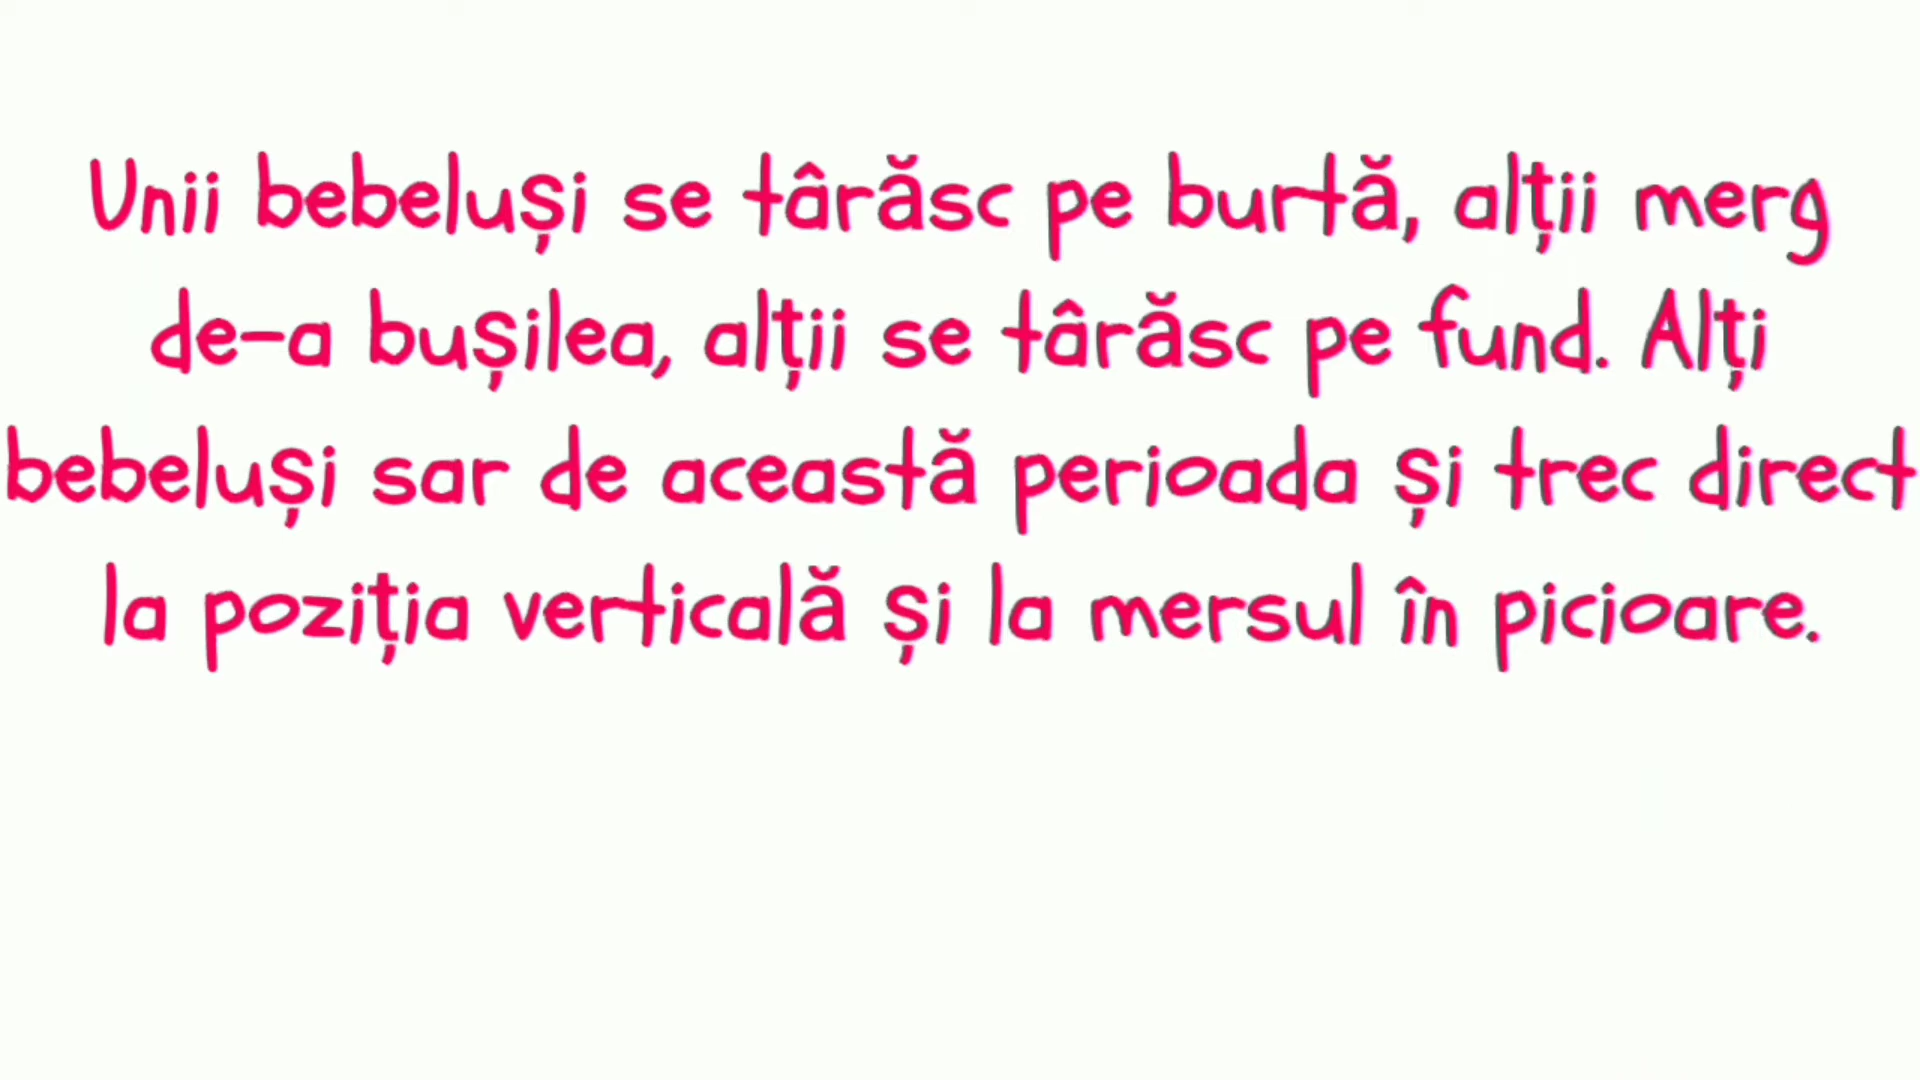 Unii bebeluși se târăsc pe burtă, alții merg
de-a bușilea, alții se târăsc pe fund. Alți
bebeluși sar de această perioada și trec direct
la poziția verticală și la mersul în picioare.